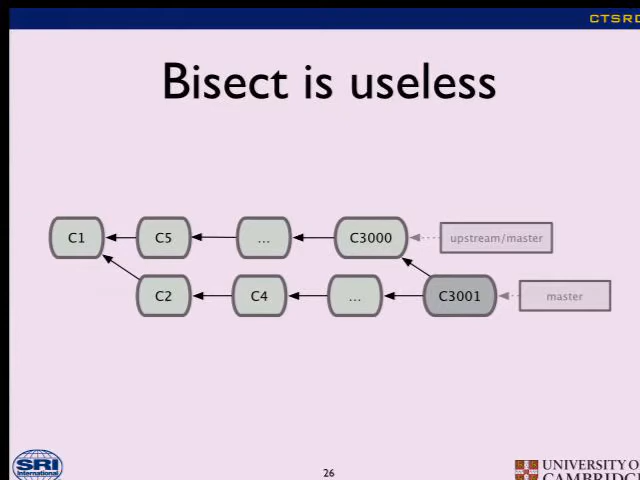 CTSRD
Bisect is useless
C1
C5
...
C3000
upstream/master
C2
C4
...
C3001
master
SRI
International
26
UNIVERSITY OF
CAMBRIDGE